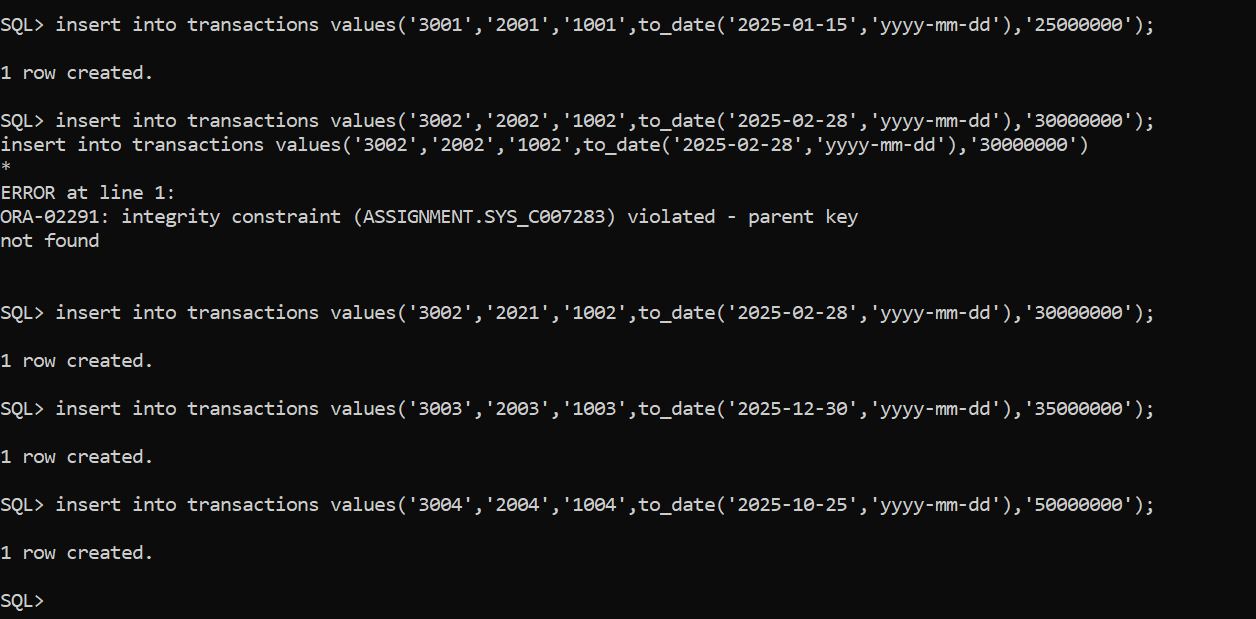 SQL> insert into transactions values('3001','2001','1001',to_date('2025-01-15','yyyy-mm-dd'),'25000000');
1 row created.
SQL> insert into transactions values('3002','2002','1002',to_date('2025-02-28','yyyy-mm-dd'),'30000000');
insert into transactions values('3002','2002','1002',to_date('2025-02-28','yyyy-mm-dd'),'30000000')
*
ERROR at line 1:
ORA-02291: integrity constraint (ASSIGNMENT.SYS_C007283) violated - parent key
not found
SQL> insert into transactions values('3002','2021','1002',to_date('2025-02-28','yyyy-mm-dd'),'30000000');
1 row created.
SQL> insert into transactions values('3003','2003','1003',to_date('2025-12-30','yyyy-mm-dd'),'35000000');
1 row created.
SQL> insert into transactions values('3004','2004','1004',to_date('2025-10-25','yyyy-mm-dd'),'50000000');
1 row created.
SQL>